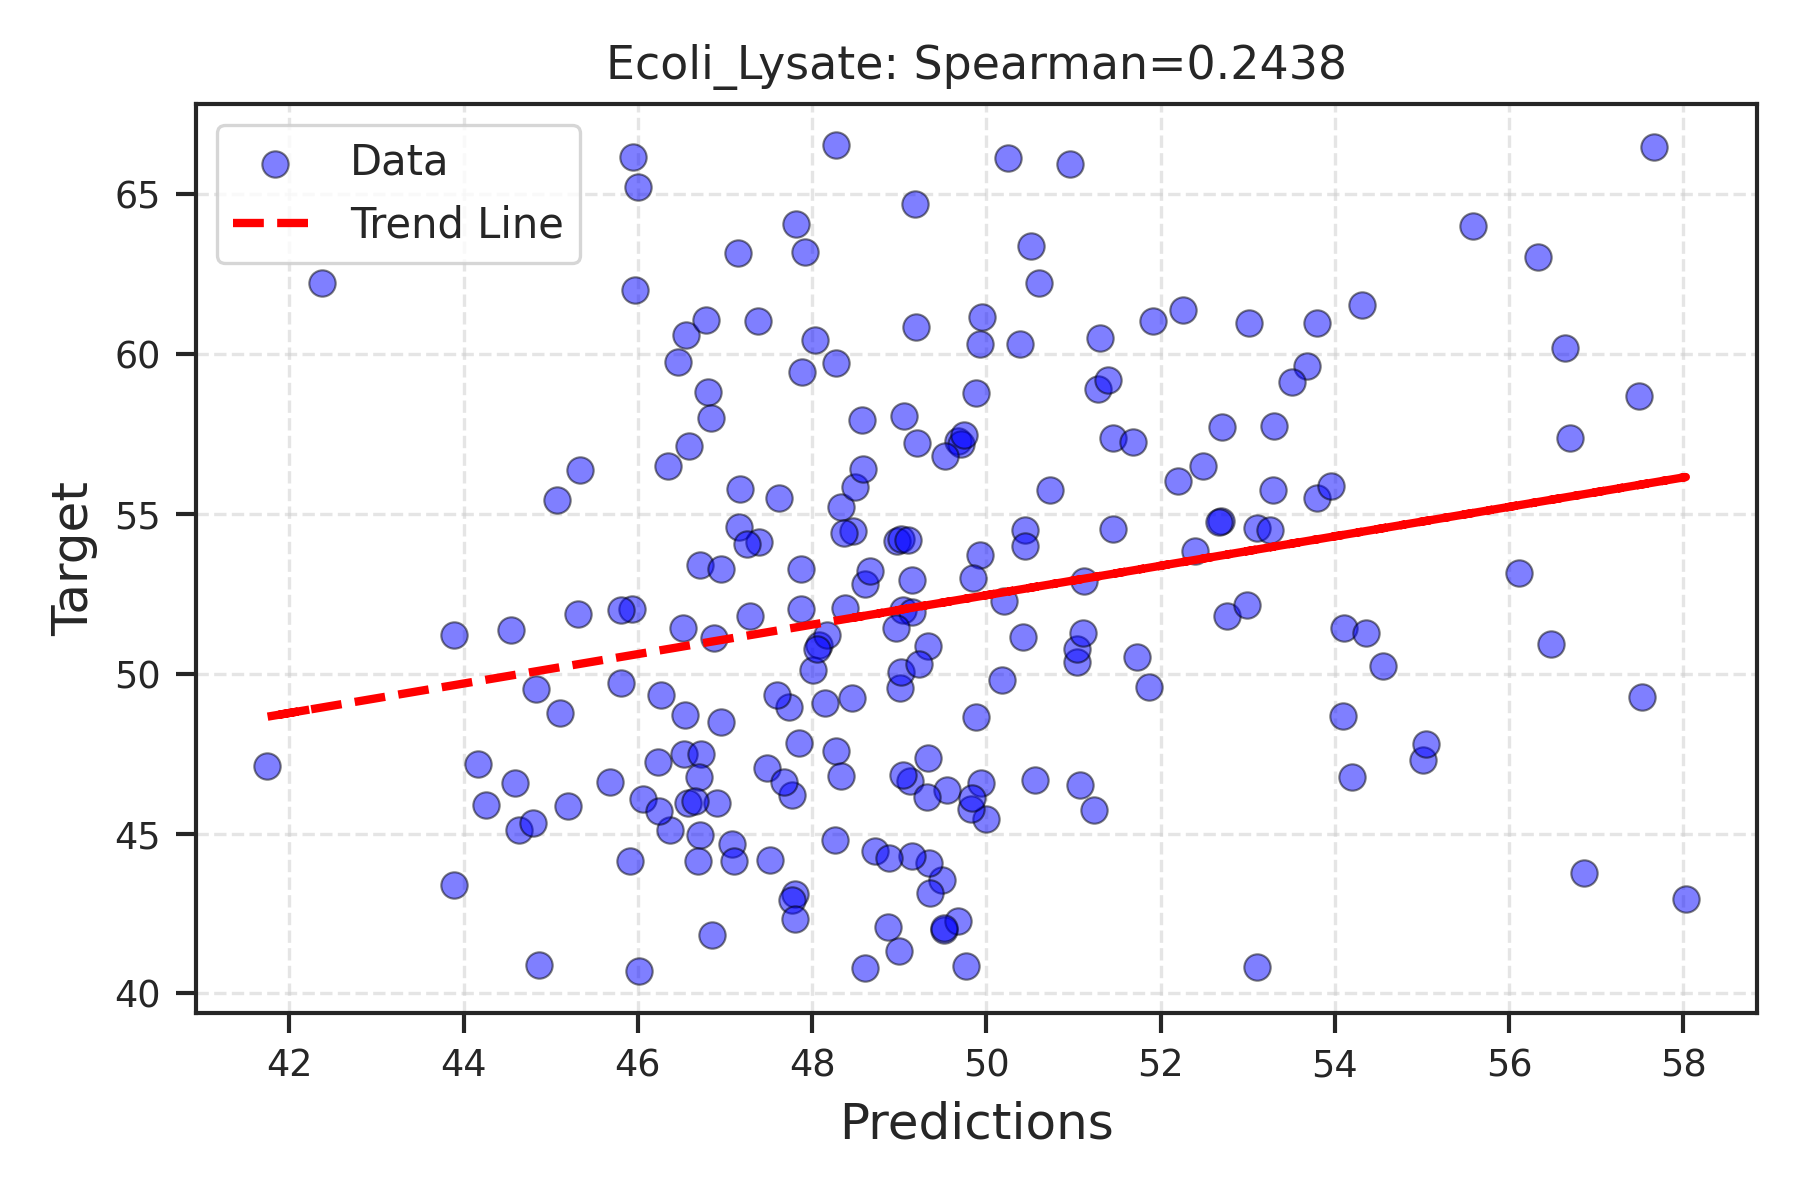 Ecoli_Lysate: Spearman=0.2438
Data
Trend Line
65
60
55
50
45
40
Target
42 44 46 48 50 52 54 56 58
Predictions